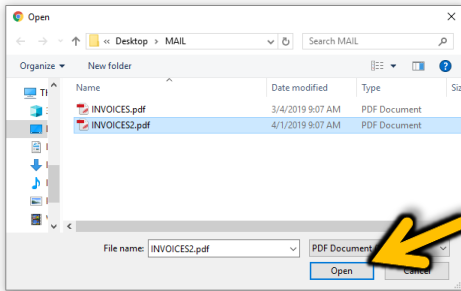 Open
« Desktop > MAIL
Search MAIL
Organize
New folder
Name
Date modified
Type
Siz
INVOICES.pdf
3/4/2019 9:07 AM
PDF Document
INVOICES2.pdf
4/1/2019 9:07 AM
PDF Document
File name:
INVOICES2.pdf
PDF Document
Open
Cancel